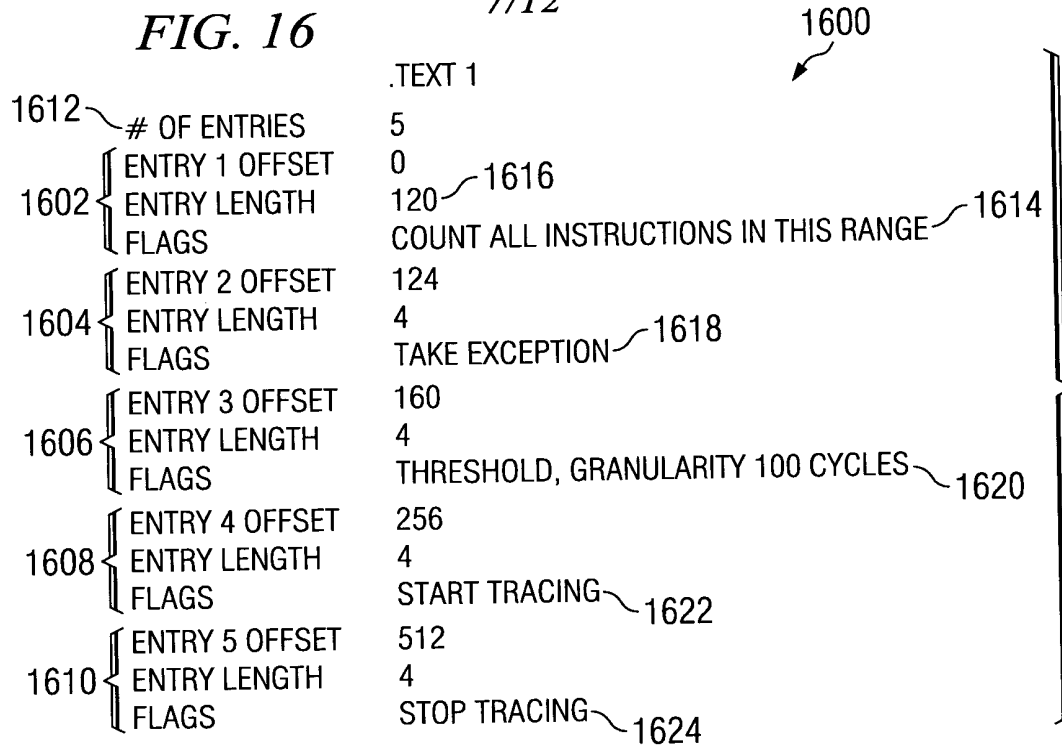 7/12
FIG. 16
1600
.TEXT 1
1612 # OF ENTRIES 5
ENTRY 1 OFFSET 0
1602 ENTRY LENGTH 120 1616
FLAGS COUNT ALL INSTRUCTIONS IN THIS RANGE 1614
ENTRY 2 OFFSET 124
1604 ENTRY LENGTH 4
FLAGS TAKE EXCEPTION 1618
ENTRY 3 OFFSET 160
1606 ENTRY LENGTH 4
FLAGS THRESHOLD, GRANULARITY 100 CYCLES 1620
ENTRY 4 OFFSET 256
1608 ENTRY LENGTH 4
FLAGS START TRACING 1622
ENTRY 5 OFFSET 512
1610 ENTRY LENGTH 4
FLAGS STOP TRACING 1624